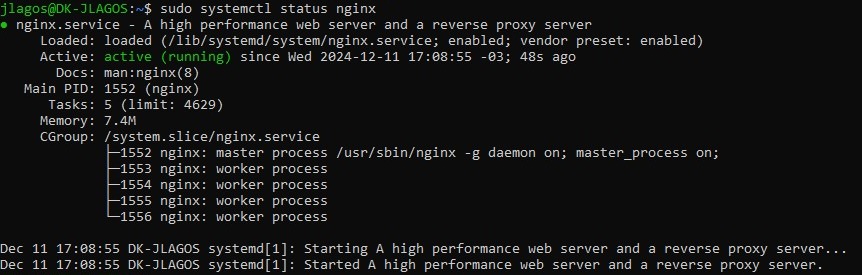 jlagos@DK-JLAGOS:~$ sudo systemctl status nginx
● nginx.service - A high performance web server and a reverse proxy server
     Loaded: loaded (/lib/systemd/system/nginx.service; enabled; vendor preset: enabled)
     Active: active (running) since Wed 2024-12-11 17:08:55 -03; 48s ago
       Docs: man:nginx(8)
   Main PID: 1552 (nginx)
      Tasks: 5 (limit: 4629)
     Memory: 7.4M
     CGroup: /system.slice/nginx.service
             ├─1552 nginx: master process /usr/sbin/nginx -g daemon on; master_process on;
             ├─1553 nginx: worker process
             ├─1554 nginx: worker process
             ├─1555 nginx: worker process
             └─1556 nginx: worker process

Dec 11 17:08:55 DK-JLAGOS systemd[1]: Starting A high performance web server and a reverse proxy server...
Dec 11 17:08:55 DK-JLAGOS systemd[1]: Started A high performance web server and a reverse proxy server.